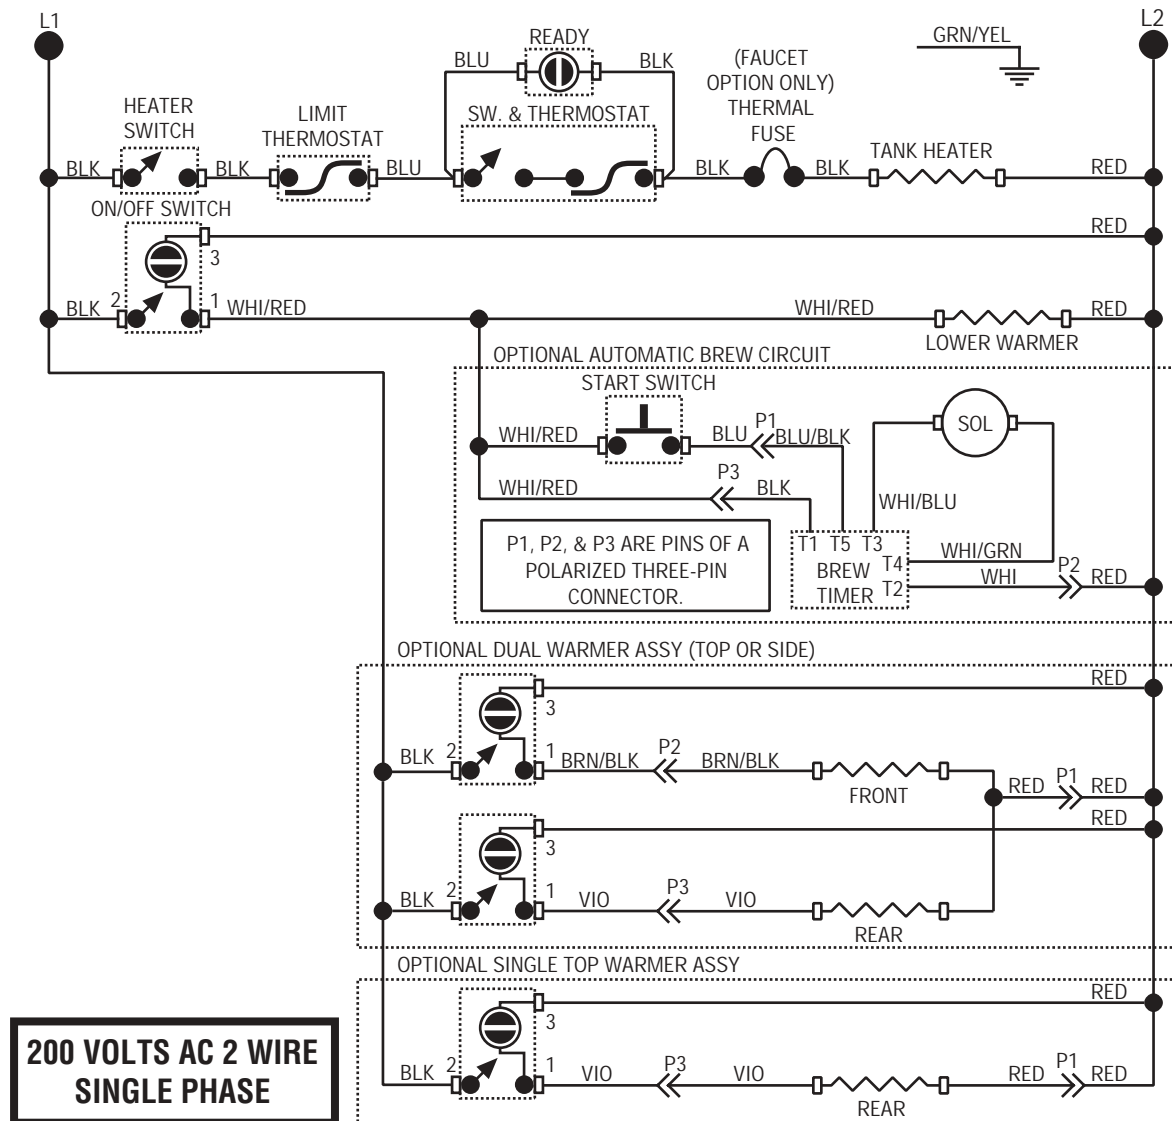 L1
L2
READY
GRN/YEL
BLU
BLK
(FAUCET
OPTION ONLY)
THERMAL
FUSE
HEATER
SWITCH
LIMIT
THERMOSTAT
SW. & THERMOSTAT
TANK HEATER
BLK
BLK
BLU
BLK
BLK
RED
ON/OFF SWITCH
RED
3
BLK
2
1
WHI/RED
WHI/RED
RED
LOWER WARMER
OPTIONAL AUTOMATIC BREW CIRCUIT
START SWITCH
WHI/RED
BLU
P1
BLU/BLK
SOL
WHI/RED
P3
BLK
WHI/BLU
P1, P2, & P3 ARE PINS OF A
POLARIZED THREE-PIN
CONNECTOR.
T1 T5 T3
T4
BREW
TIMER
T2
WHI/GRN
WHI
P2
RED
OPTIONAL DUAL WARMER ASSY (TOP OR SIDE)
RED
3
BLK
2
1
BRN/BLK
P2
BRN/BLK
FRONT
RED
P1
RED
RED
3
BLK
2
1
VIO
P3
VIO
REAR
OPTIONAL SINGLE TOP WARMER ASSY
RED
3
BLK
2
1
VIO
P3
VIO
REAR
RED
P1
RED
200 VOLTS AC 2 WIRE
SINGLE PHASE